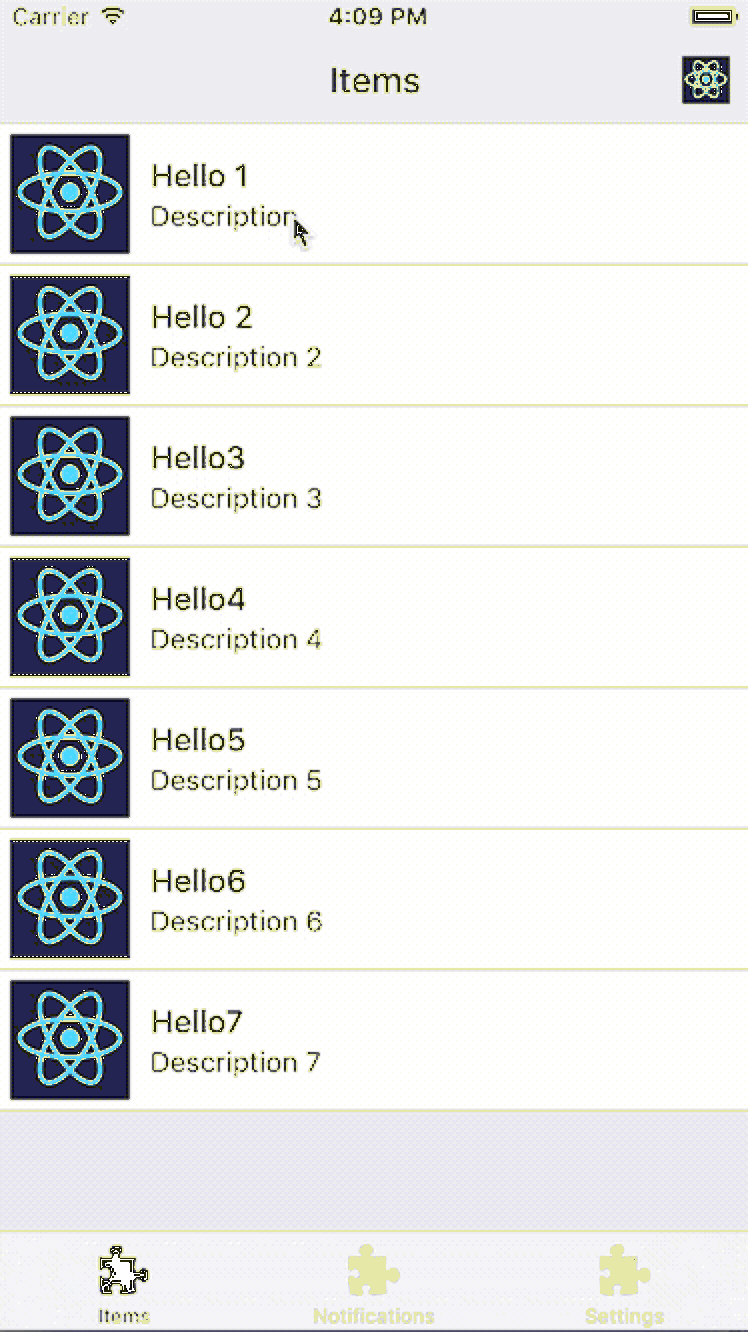 Carrier 4:09 PM
Items
Hello 1
Description
Hello 2
Description 2
Hello3
Description 3
Hello4
Description 4
Hello5
Description 5
Hello6
Description 6
Hello7
Description 7
Items Notifications Settings